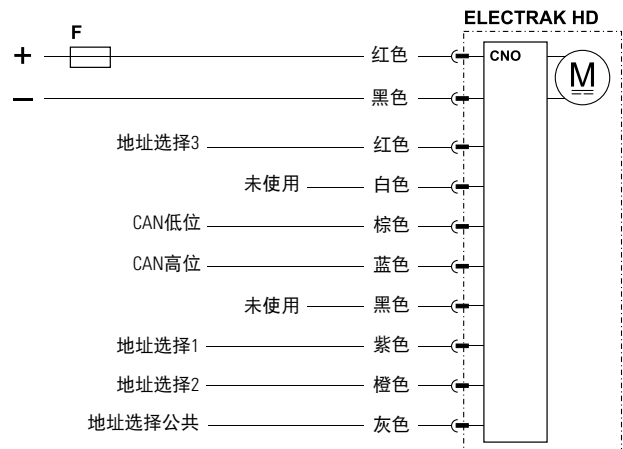 ELECTRAK HD
F
+ 红色 CNO M
− 黑色
地址选择3 红色
未使用 白色
CAN低位 棕色
CAN高位 蓝色
未使用 黑色
地址选择1 紫色
地址选择2 橙色
地址选择公共 灰色